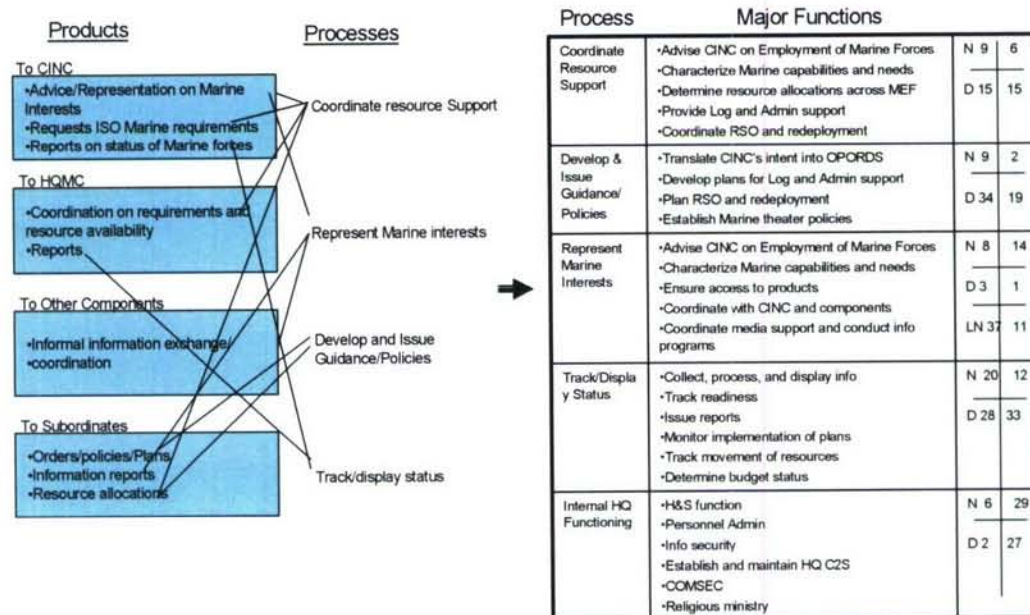 Products
Processes
To CINC
•Advice/Representation on Marine
Interests
•Requests ISO Marine requirements
•Reports on status of Marine forces
To HQMC
•Coordination on requirements and
resource availability
•Reports
To Other Components
•Informal information exchange/
•coordination
To Subordinates
•Orders/policies/Plans
•Information reports
•Resource allocations
Coordinate resource Support
Represent Marine interests
Develop and Issue
Guidance/Policies
Track/display status
Process Major Functions
Coordinate
Resource
Support
•Advise CINC on Employment of Marine Forces
•Characterize Marine capabilities and needs
•Determine resource allocations across MEF
•Provide Log and Admin support
•Coordinate RSO and redeployment
N 9 6
D 15 15
Develop &
Issue
Guidance/
Policies
•Translate CINC's intent into OPORDS
•Develop plans for Log and Admin support
•Plan RSO and redeployment
•Establish Marine theater policies
N 9 2
D 34 19
Represent
Marine
Interests
•Advise CINC on Employment of Marine Forces
•Characterize Marine capabilities and needs
•Ensure access to products
•Coordinate with CINC and components
•Coordinate media support and conduct info
programs
N 8 14
D 3 1
LN 37 11
Track/Displa
y Status
•Collect, process, and display info
•Track readiness
•Issue reports
•Monitor implementation of plans
•Track movement of resources
•Determine budget status
N 20 12
D 28 33
Internal HQ
Functioning
•H&S function
•Personnel Admin
•Info security
•Establish and maintain HQ C2S
•COMSEC
•Religious ministry
N 6 29
D 2 27